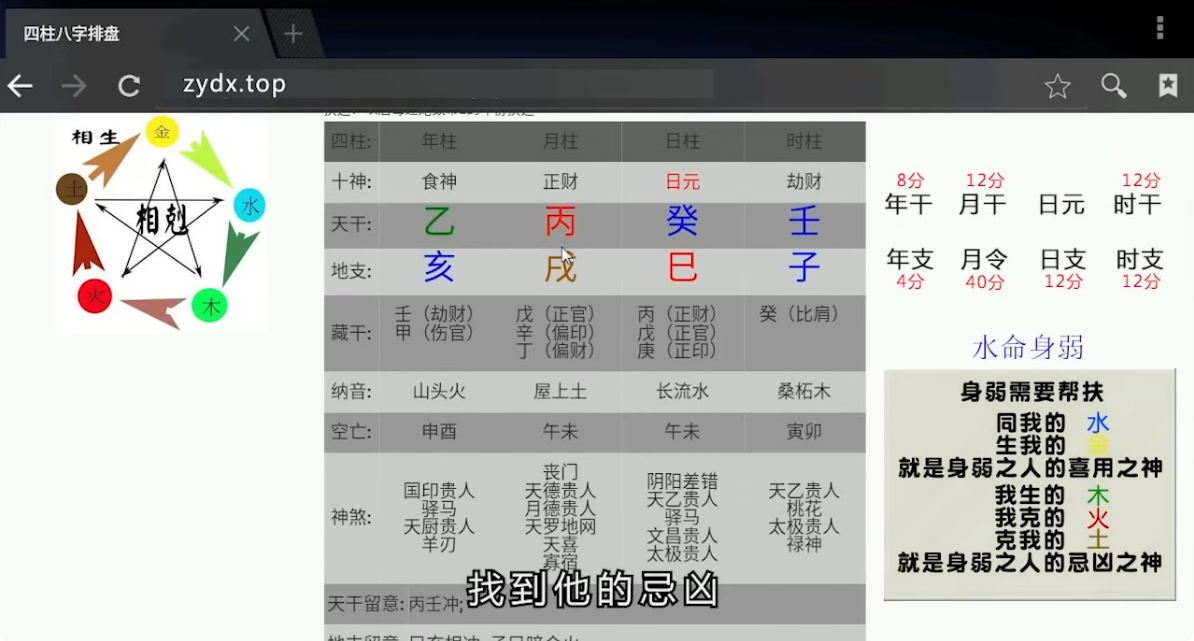 四柱八字排盘
zydx.top
相生
金
土
相剋
水
火
木
四柱: 年柱 月柱 日柱 时柱
十神: 食神 正财 日元 劫财
天干: 乙 丙 癸 壬
地支: 亥 戌 巳 子
藏干: 壬（劫财） 戊（正官） 丙（正财） 癸（比肩）
甲（伤官） 辛（偏印） 戊（正官）
丁（偏财） 庚（正印）
纳音: 山头火 屋上土 长流水 桑柘木
空亡: 申酉 午未 午未 寅卯
神煞:
国印贵人
驿马
天厨贵人
羊刃
丧门
天德贵人
月德贵人
天罗地网
天喜
寡宿
阴阳差错
天乙贵人
驿马
文昌贵人
太极贵人
天乙贵人
桃花
太极贵人
禄神
天干留意: 丙壬冲;
8分 12分 12分
年干 月干 日元 时干
年支 月令 日支 时支
4分 40分 12分 12分
水命身弱
身弱需要帮扶
同我的 水
生我的 金
就是身弱之人的喜用之神
我生的 木
我克的 火
克我的 土
就是身弱之人的忌凶之神
找到他的忌凶